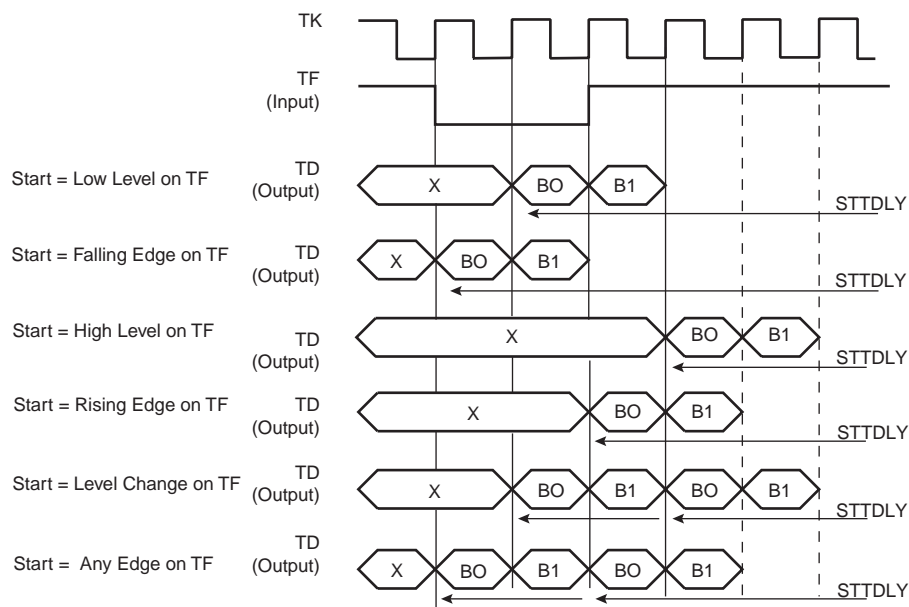 TK
TF
(Input)
Start = Low Level on TF
TD
(Output)
X
BO
B1
STTDLY
Start = Falling Edge on TF
TD
(Output)
X
BO
B1
STTDLY
Start = High Level on TF
TD
(Output)
X
BO
B1
STTDLY
Start = Rising Edge on TF
TD
(Output)
X
BO
B1
STTDLY
Start = Level Change on TF
TD
(Output)
X
BO
B1
BO
B1
STTDLY
Start = Any Edge on TF
TD
(Output)
X
BO
B1
BO
B1
STTDLY